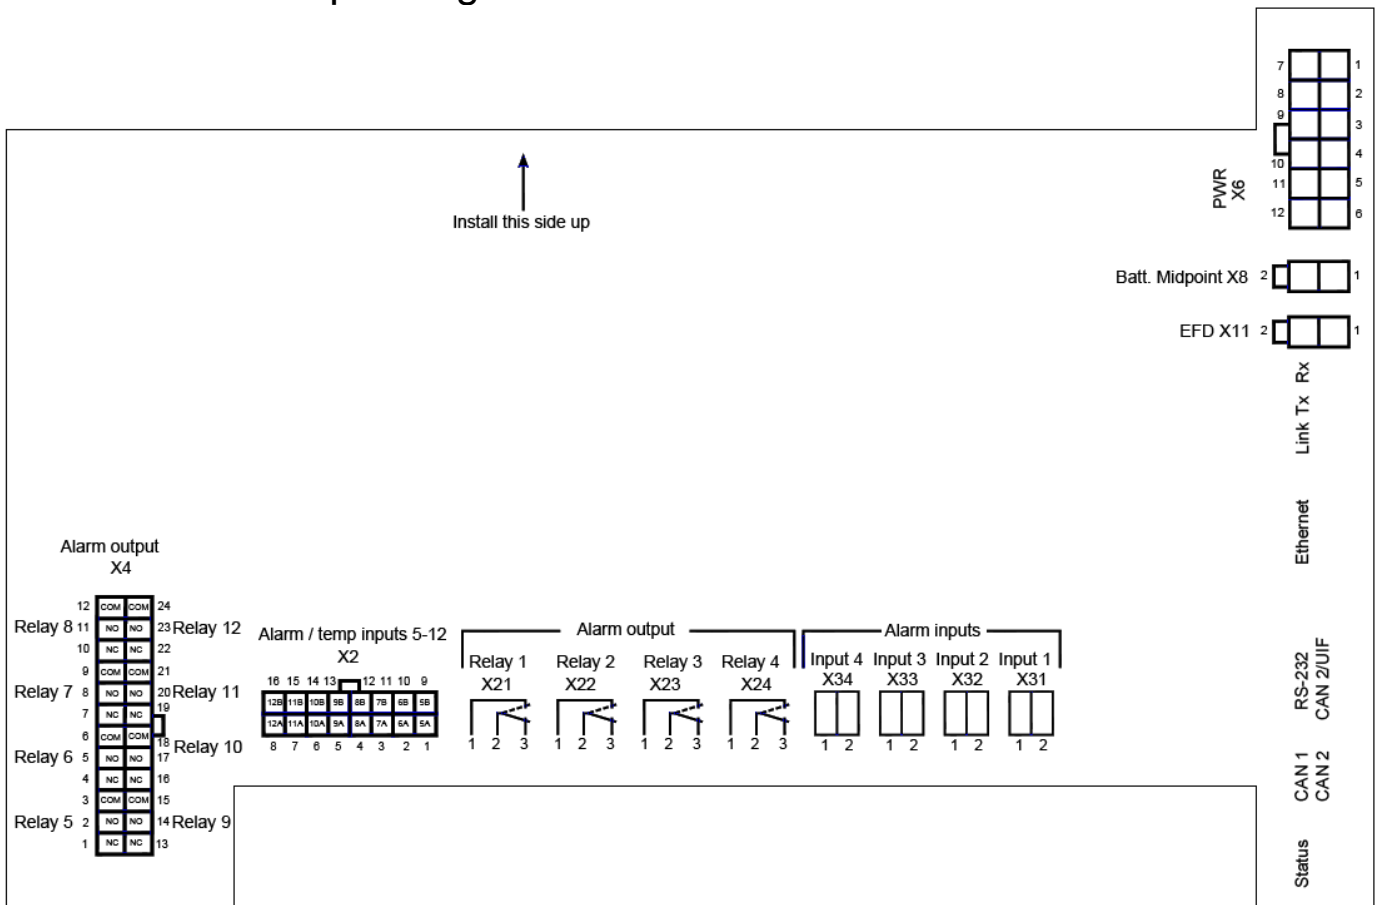 7 1
8 2
9 3
10 4
11 5
12 6
PWR
X6
Install this side up
Batt. Midpoint X8 2 1
EFD X11 2 1
Link Tx Rx
Ethernet
RS-232
CAN 2/UIF
CAN 1
CAN 2
Status
Alarm output
X4
12 COM COM 24
Relay 8 11 NO NO 23 Relay 12
10 NC NC 22
9 COM COM 21
Relay 7 8 NO NO 20 Relay 11
7 NC NC 19
6 COM COM 18
Relay 6 5 NO NO 17 Relay 10
4 NC NC 16
3 COM COM 15
Relay 5 2 NO NO 14 Relay 9
1 NC NC 13
Alarm / temp inputs 5-12
X2
16 15 14 13 12 11 10 9
12B 11B 10B 9B 8B 7B 6B 5B
12A 11A 10A 9A 8A 7A 6A 5A
8 7 6 5 4 3 2 1
Alarm output
Relay 1 Relay 2 Relay 3 Relay 4
X21 X22 X23 X24
1 2 3 1 2 3 1 2 3 1 2 3
Alarm inputs
Input 4 Input 3 Input 2 Input 1
X34 X33 X32 X31
1 2 1 2 1 2 1 2